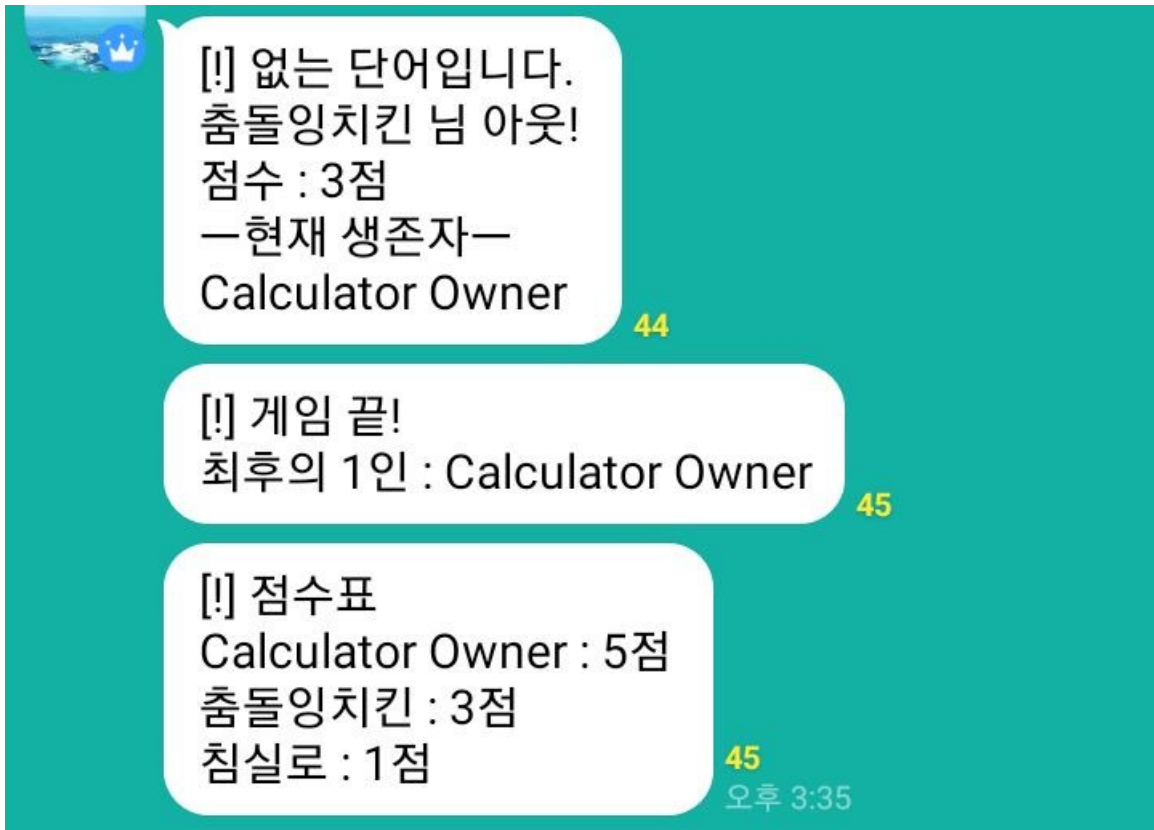 [!] 없는 단어입니다.
춤돌잉치킨 님 아웃!
점수 : 3점
ㅡ현재 생존자ㅡ
Calculator Owner
44
[!] 게임 끝!
최후의 1인 : Calculator Owner
45
[!] 점수표
Calculator Owner : 5점
춤돌잉치킨 : 3점
침실로 : 1점
45
오후 3:35